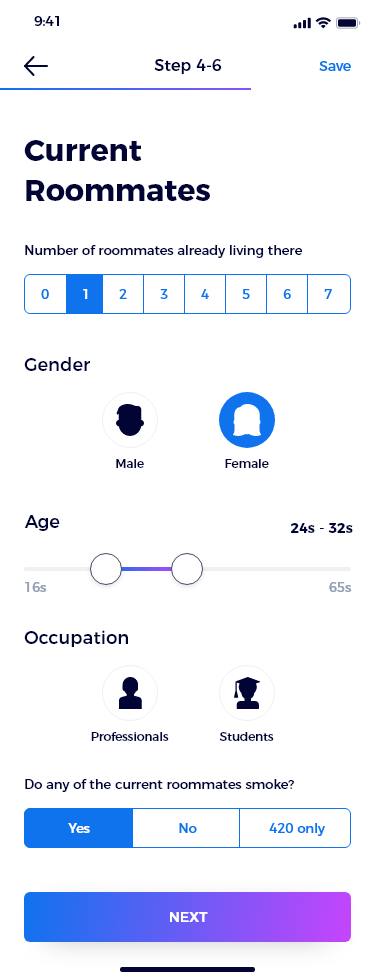 9:41
Step 4-6
Save
Current
Roommates
Number of roommates already living there
0 1 2 3 4 5 6 7
Gender
Male Female
Age
24s - 32s
16s 65s
Occupation
Professionals Students
Do any of the current roommates smoke?
Yes No 420 only
NEXT